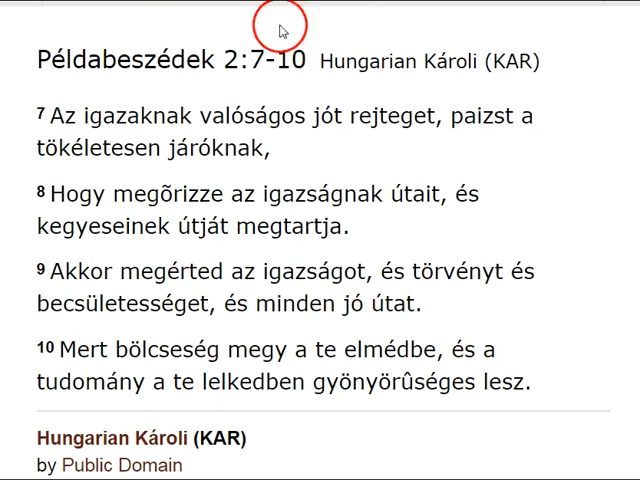 Példabeszédek 2:7-10 Hungarian Károli (KAR)
7 Az igazaknak valóságos jót rejteget, paizst a
tökéletesen járóknak,
8 Hogy megõrizze az igazságnak útait, és
kegyeseinek útját megtartja.
9 Akkor megérted az igazságot, és törvényt és
becsületességet, és minden jó útat.
10 Mert bölcseség megy a te elmédbe, és a
tudomány a te lelkedben gyönyörûséges lesz.
Hungarian Károli (KAR)
by Public Domain